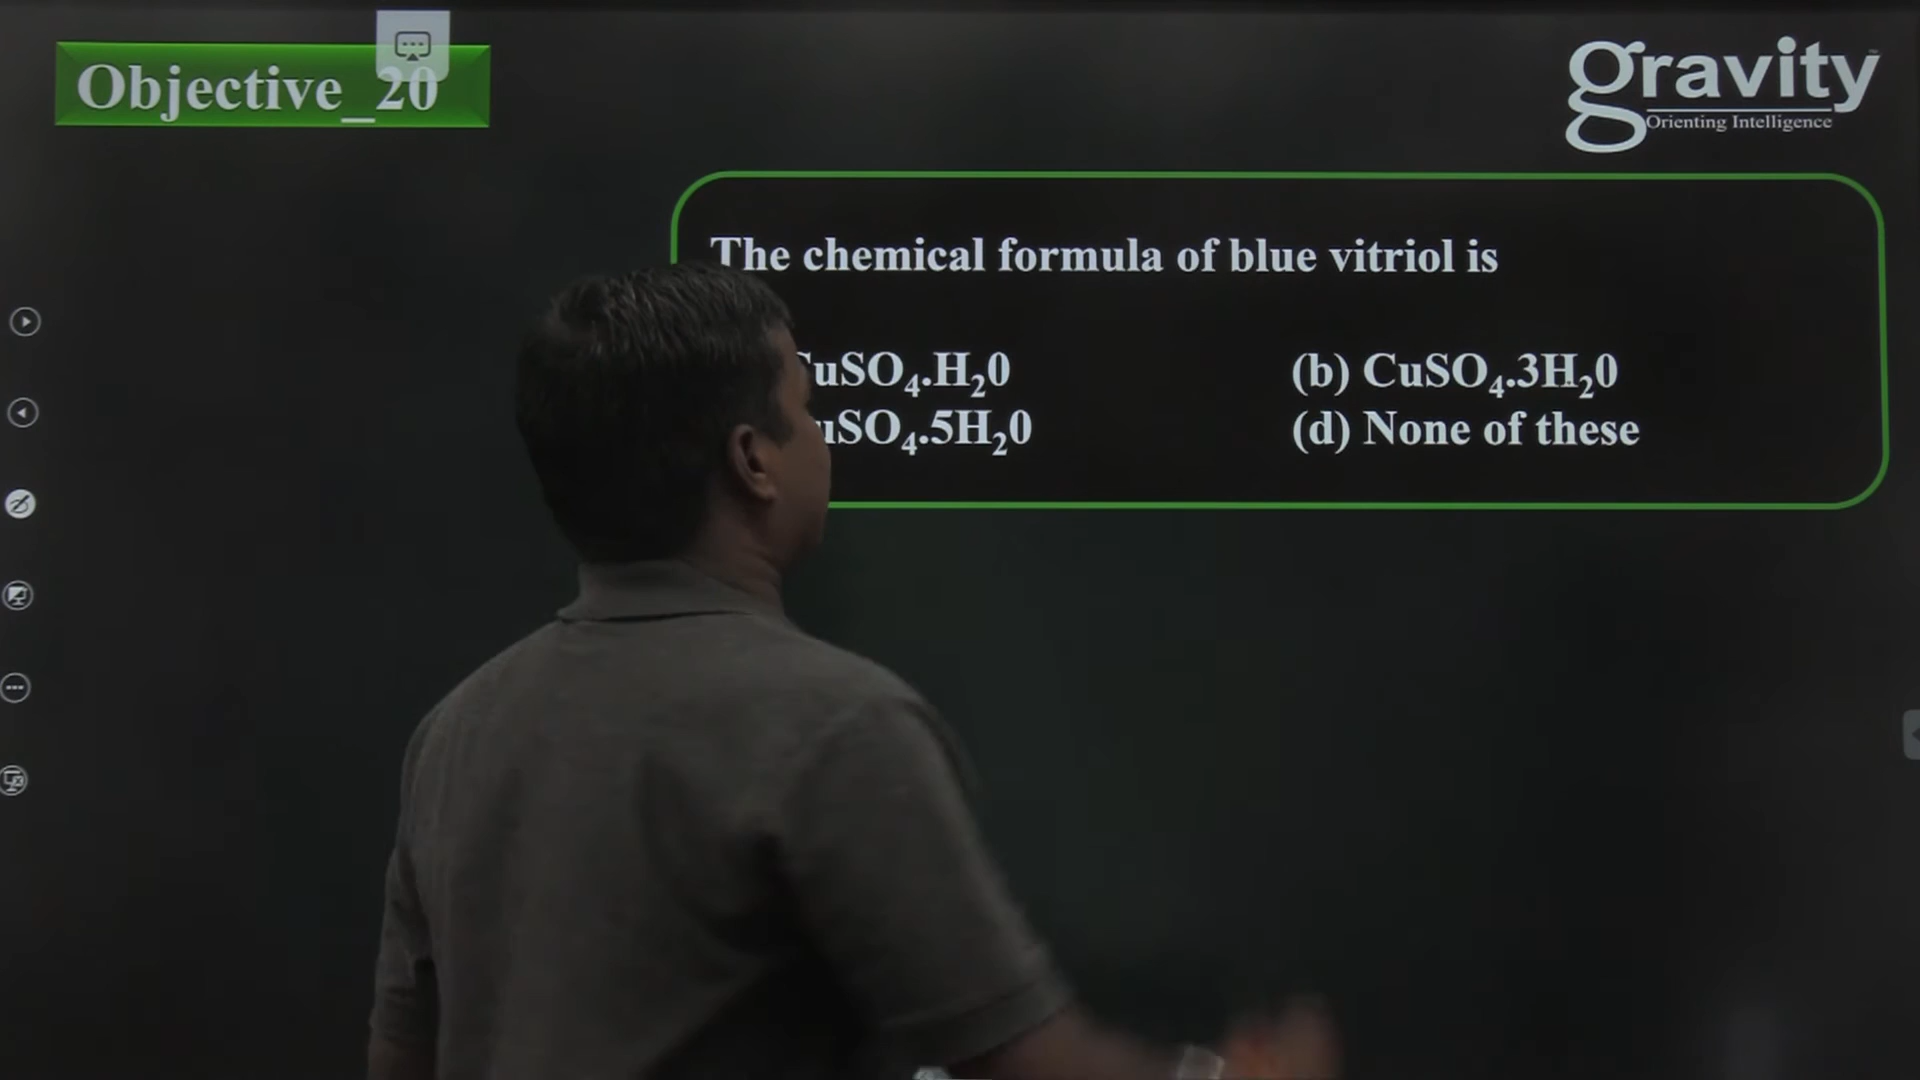 Objective_20
gravity
Orienting Intelligence
The chemical formula of blue vitriol is
CuSO₄.H₂0 (b) CuSO₄.3H₂0
uSO₄.5H₂0 (d) None of these